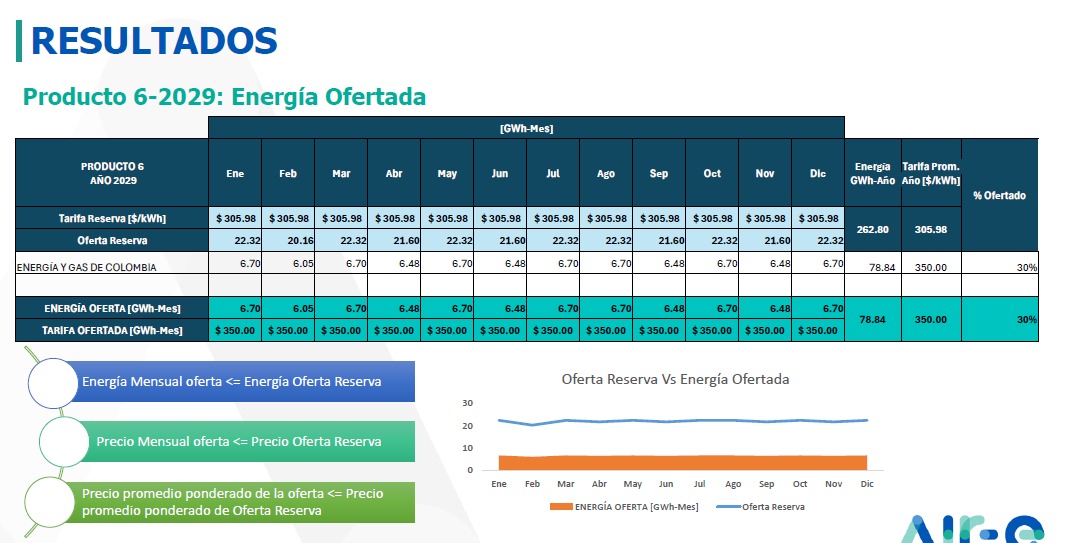 RESULTADOS
Producto 6-2029: Energía Ofertada
[GWh-Mes]
PRODUCTO 6
AÑO 2029
Ene Feb Mar Abr May Jun Jul Ago Sep Oct Nov Dic
Energía
GWh-Año
Tarifa Prom.
Año [$/kWh]
% Ofertado
Tarifa Reserva [$/kWh] $ 305.98 $ 305.98 $ 305.98 $ 305.98 $ 305.98 $ 305.98 $ 305.98 $ 305.98 $ 305.98 $ 305.98 $ 305.98 $ 305.98
262.80 305.98
Oferta Reserva 22.32 20.16 22.32 21.60 22.32 21.60 22.32 22.32 21.60 22.32 21.60 22.32
ENERGÍA Y GAS DE COLOMBIA 6.70 6.05 6.70 6.48 6.70 6.48 6.70 6.70 6.48 6.70 6.48 6.70 78.84 350.00 30%
ENERGÍA OFERTA [GWh-Mes] 6.70 6.05 6.70 6.48 6.70 6.48 6.70 6.70 6.48 6.70 6.48 6.70
78.84 350.00 30%
TARIFA OFERTADA [GWh-Mes] $ 350.00 $ 350.00 $ 350.00 $ 350.00 $ 350.00 $ 350.00 $ 350.00 $ 350.00 $ 350.00 $ 350.00 $ 350.00 $ 350.00
Energía Mensual oferta <= Energía Oferta Reserva
Precio Mensual oferta <= Precio Oferta Reserva
Precio promedio ponderado de la oferta <= Precio
promedio ponderado de Oferta Reserva
Oferta Reserva Vs Energía Ofertada
30
20
10
0
Ene Feb Mar Abr May Jun Jul Ago Sep Oct Nov Dic
ENERGÍA OFERTA [GWh-Mes] Oferta Reserva